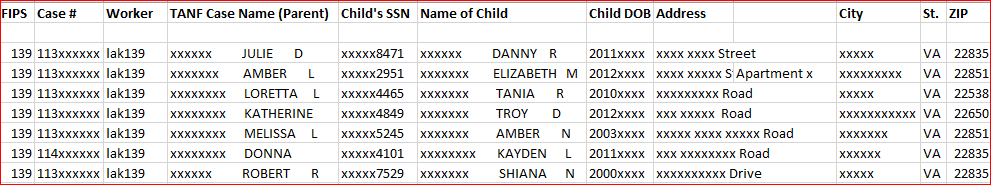 FIPS Case # Worker TANF Case Name (Parent) Child's SSN Name of Child Child DOB Address City St. ZIP
139 113xxxxxx lak139 xxxxxx JULIE D xxxxx8471 xxxxxx DANNY R 2011xxxx xxxx xxxx Street xxxxx VA 22835
139 113xxxxxx lak139 xxxxxxx AMBER L xxxxx2951 xxxxxxx ELIZABETH M 2012xxxx xxxx xxxxx S Apartment x xxxxxxxxx VA 22851
139 113xxxxxx lak139 xxxxxxxx LORETTA L xxxxx4465 xxxxxxx TANIA R 2010xxxx xxxxxxxxx Road xxxxx VA 22538
139 113xxxxxx lak139 xxxxxxxx KATHERINE xxxxx4849 xxxxxxx TROY D 2012xxxx xxx xxxxx Road xxxxxxxxxxx VA 22650
139 113xxxxxx lak139 xxxxxxx MELISSA L xxxxx5245 xxxxxxx AMBER N 2003xxxx xxxxx xxxx xxxxx Road xxxxxxx VA 22851
139 114xxxxxx lak139 xxxxxxxx DONNA xxxxx4101 xxxxxxxx KAYDEN L 2011xxxx xxx xxxxxxxx Road xxxxxx VA 22835
139 113xxxxxx lak139 xxxxxx ROBERT R xxxxx7529 xxxxxxx SHIANA N 2000xxxx xxxxxxxxxx Drive xxxxx VA 22835